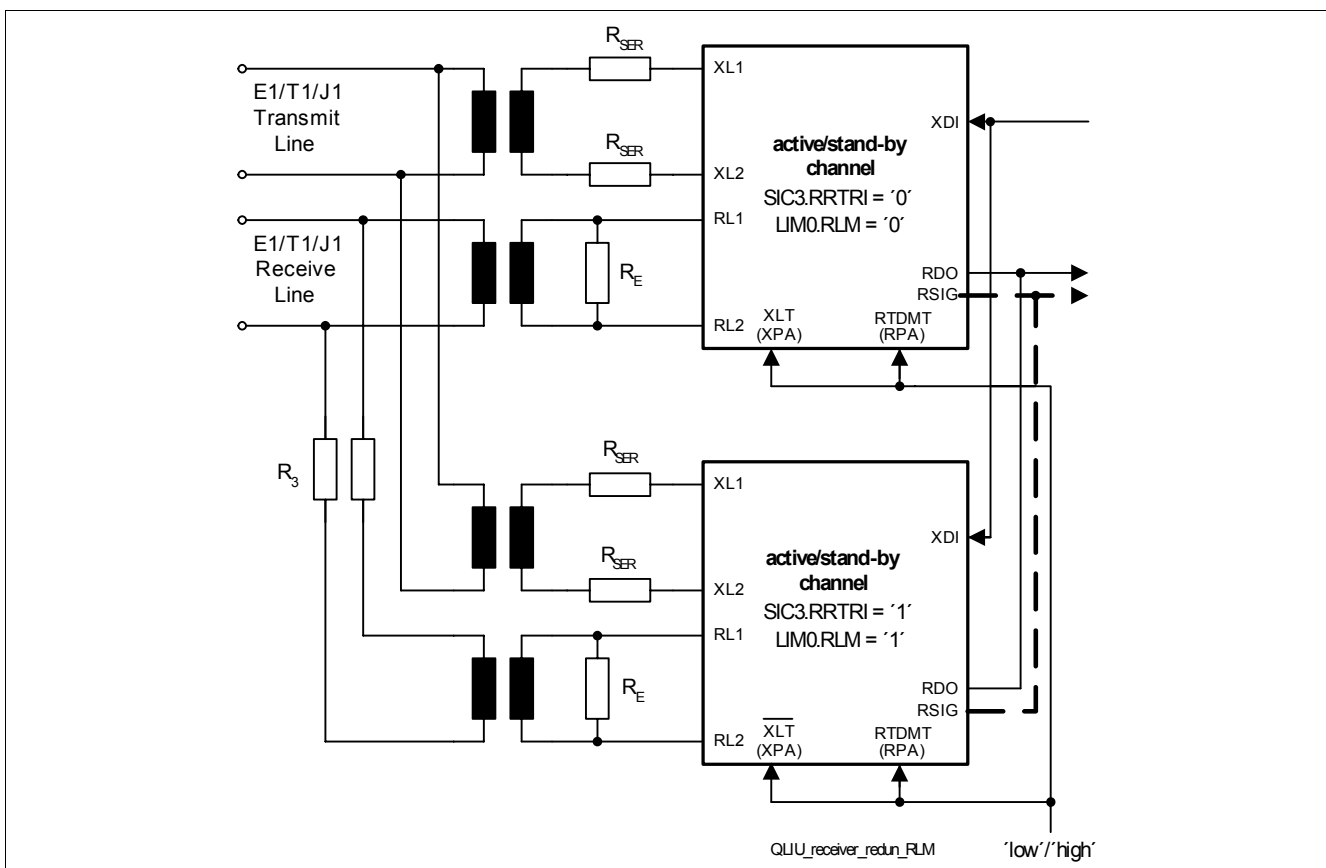 R_SER
XL1
E1/T1/J1
Transmit
Line
XDI
active/stand-by
channel
SIC3.RRTRI = ´0´
LIM0.RLM = ´0´
R_SER
XL2
RL1
E1/T1/J1
Receive
Line
R_E
RDO
RSIG
RL2
XLT
(XPA)
RTDMT
(RPA)
R_3
R_SER
XL1
XDI
active/stand-by
channel
SIC3.RRTRI = ´1´
LIM0.RLM = ´1´
R_SER
XL2
RL1
R_E
RDO
RSIG
RL2
X̅L̅T̅
(XPA)
RTDMT
(RPA)
QLIU_receiver_redun_RLM
´low´/´high´